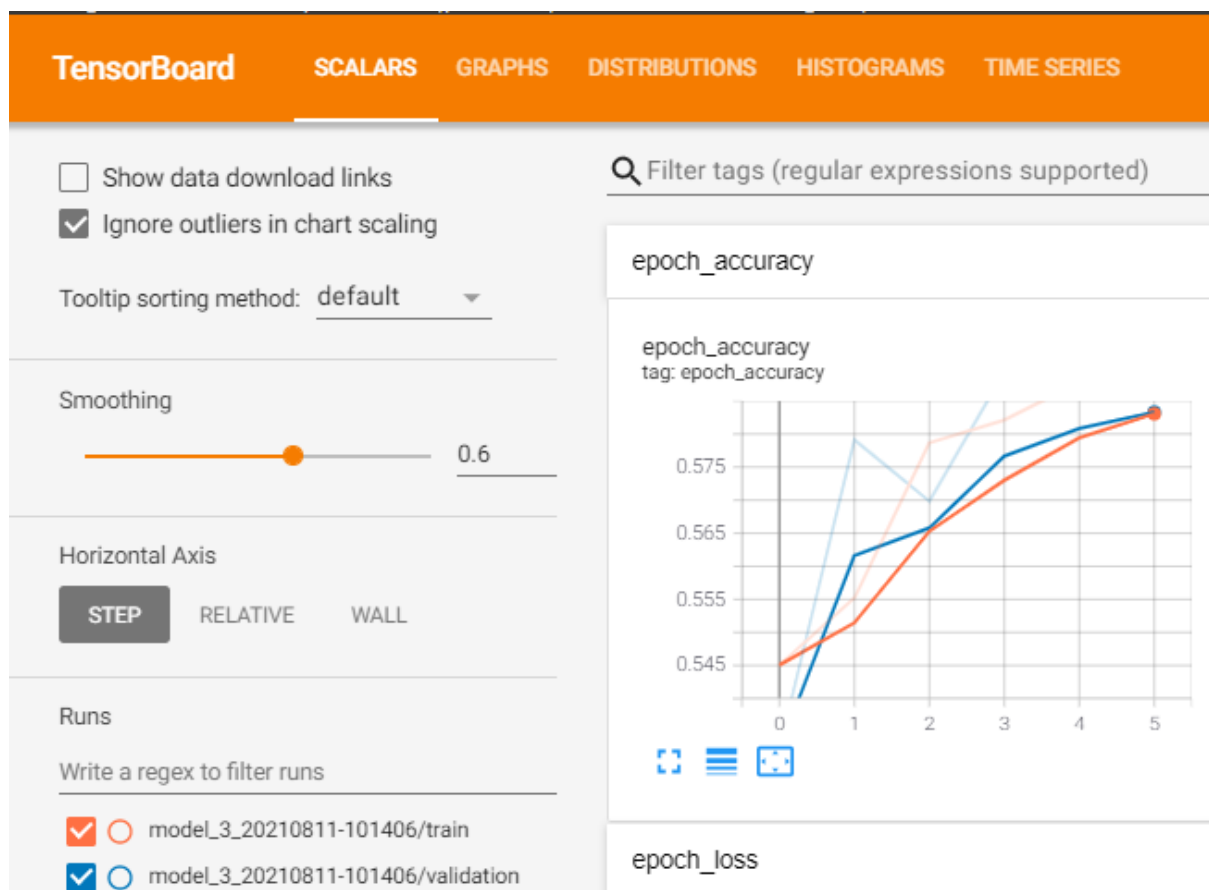 TensorBoard SCALARS GRAPHS DISTRIBUTIONS HISTOGRAMS TIME SERIES
Show data download links
Ignore outliers in chart scaling
Tooltip sorting method: default
Smoothing
0.6
Horizontal Axis
STEP RELATIVE WALL
Runs
Write a regex to filter runs
model_3_20210811-101406/train
model_3_20210811-101406/validation
Filter tags (regular expressions supported)
epoch_accuracy
epoch_accuracy
tag: epoch_accuracy
0.575
0.565
0.555
0.545
0 1 2 3 4 5
epoch_loss